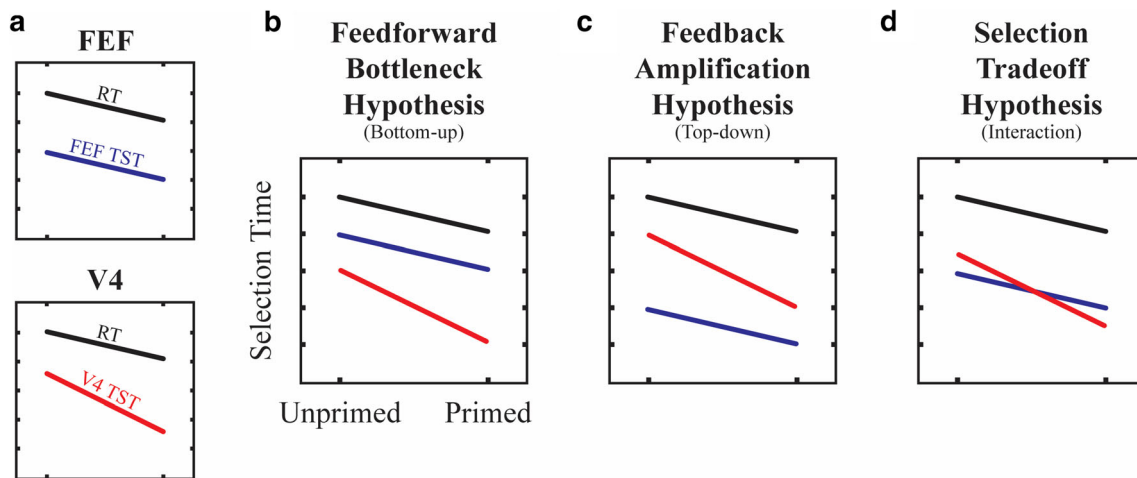 a
FEF
RT
FEF TST
V4
RT
V4 TST
b
Feedforward
Bottleneck
Hypothesis
(Bottom-up)
Selection Time
Unprimed
Primed
c
Feedback
Amplification
Hypothesis
(Top-down)
d
Selection
Tradeoff
Hypothesis
(Interaction)